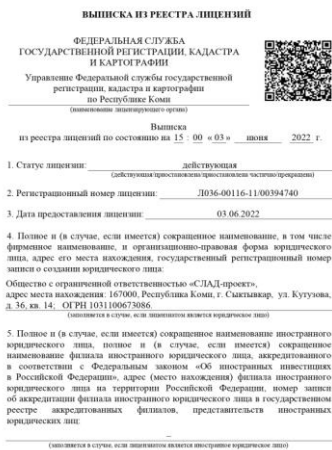 ВЫПИСКА ИЗ РЕЕСТРА ЛИЦЕНЗИЙ
ФЕДЕРАЛЬНАЯ СЛУЖБА
ГОСУДАРСТВЕННОЙ РЕГИСТРАЦИИ, КАДАСТРА
И КАРТОГРАФИИ
Управление Федеральной службы государственной
регистрации, кадастра и картографии
по Республике Коми
(наименование лицензирующего органа)
Выписка
из реестра лицензий по состоянию на 15 : 00 «03 » июня 2022 г.
1. Статус лицензии: действующая
(действующая/приостановлена/приостановлена частично/прекращена)
2. Регистрационный номер лицензии: Л036-00116-11/00394740
3. Дата предоставления лицензии: 03.06.2022
4. Полное и (в случае, если имеется) сокращенное наименование, в том числе
фирменное наименование, и организационно-правовая форма юридического
лица, адрес его места нахождения, государственный регистрационный номер
записи о создании юридического лица:
Общество с ограниченной ответственностью «СЛАД-проект»,
адрес места нахождения: 167000, Республика Коми, г. Сыктывкар, ул. Кутузова,
д. 36, кв. 14; ОГРН 1031100673086.
(заполняется в случае, если лицензиатом является юридическое лицо)
5. Полное и (в случае, если имеется) сокращенное наименование иностранного
юридического лица, полное и (в случае, если имеется) сокращенное
наименование филиала иностранного юридического лица, аккредитованного
в соответствии с Федеральным законом «Об иностранных инвестициях
в Российской Федерации», адрес (место нахождения) филиала иностранного
юридического лица на территории Российской Федерации, номер записи
об аккредитации филиала иностранного юридического лица в государственном
реестре аккредитованных филиалов, представительств иностранных
юридических лиц:
–
(заполняется в случае, если лицензиатом является иностранное юридическое лицо)